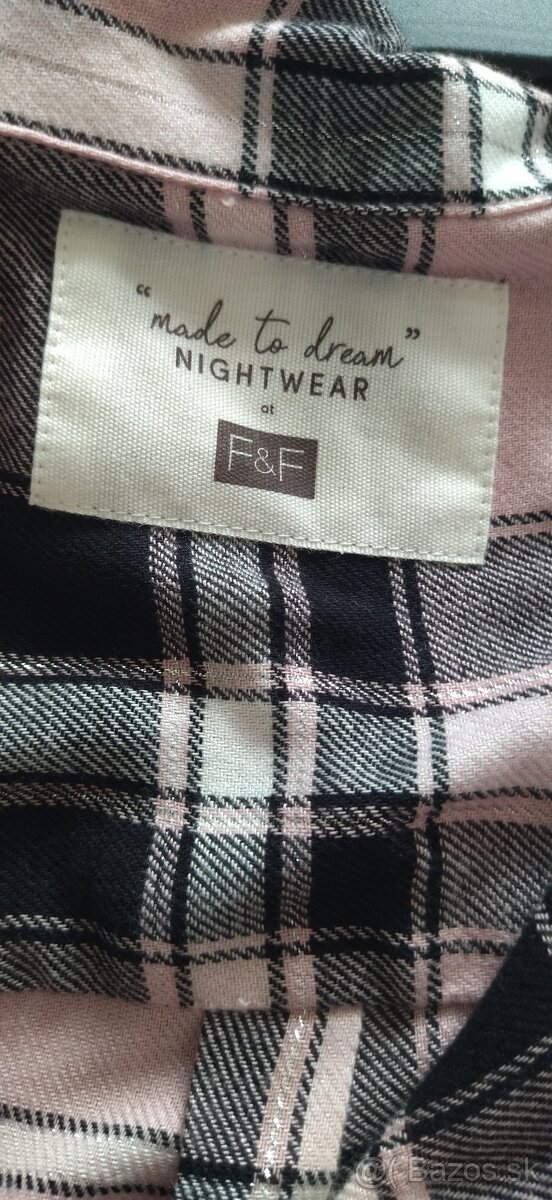 “made to dream”
NIGHTWEAR
at
F&F
Bazos.sk